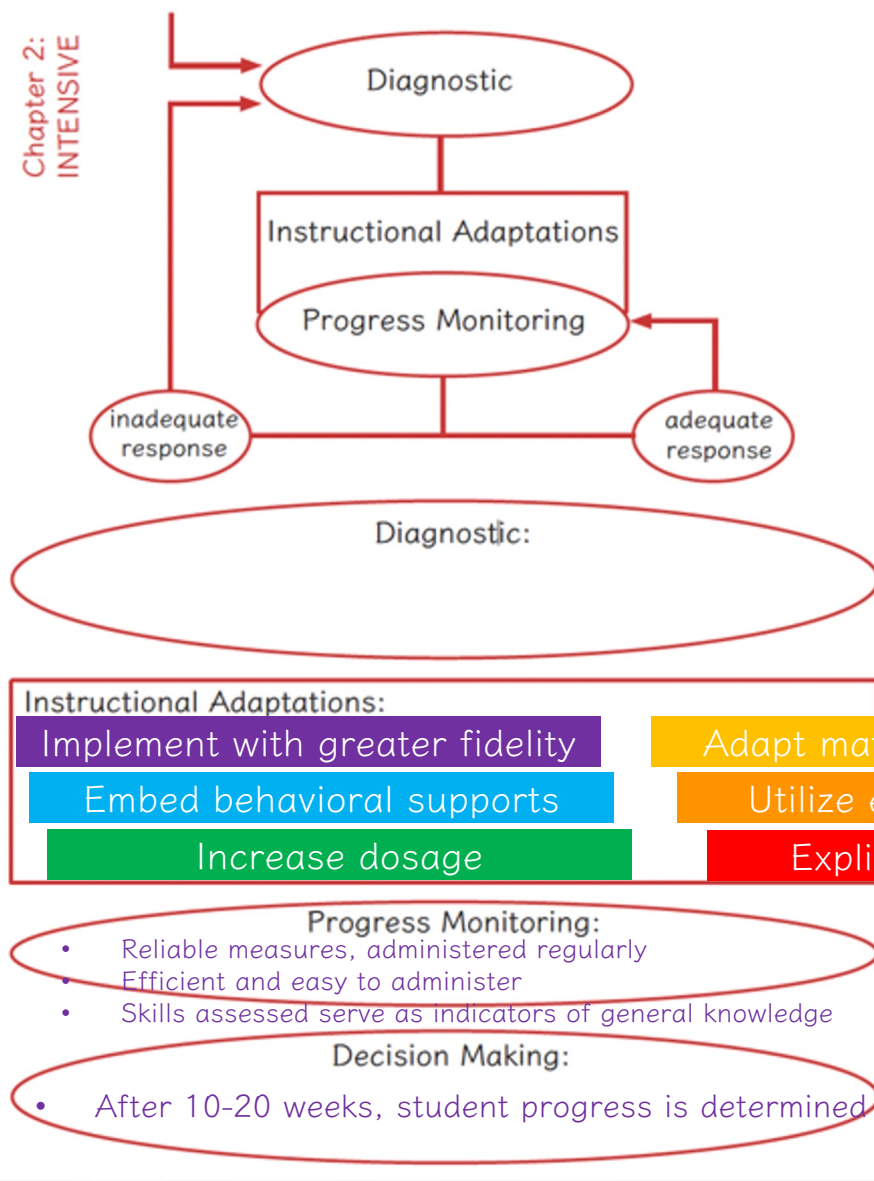 Chapter 2:
INTENSIVE
Diagnostic
Instructional Adaptations
Progress Monitoring
inadequate
response
adequate
response
Diagnostic:
Instructional Adaptations:
Implement with greater fidelity
Adapt
Embed behavioral supports
Utilize
Increase dosage
Progress Monitoring:
• Reliable measures, administered regularly
• Efficient and easy to administer
• Skills assessed serve as indicators of general knowledge
Decision Making:
• After 10-20 weeks, student progress is determined